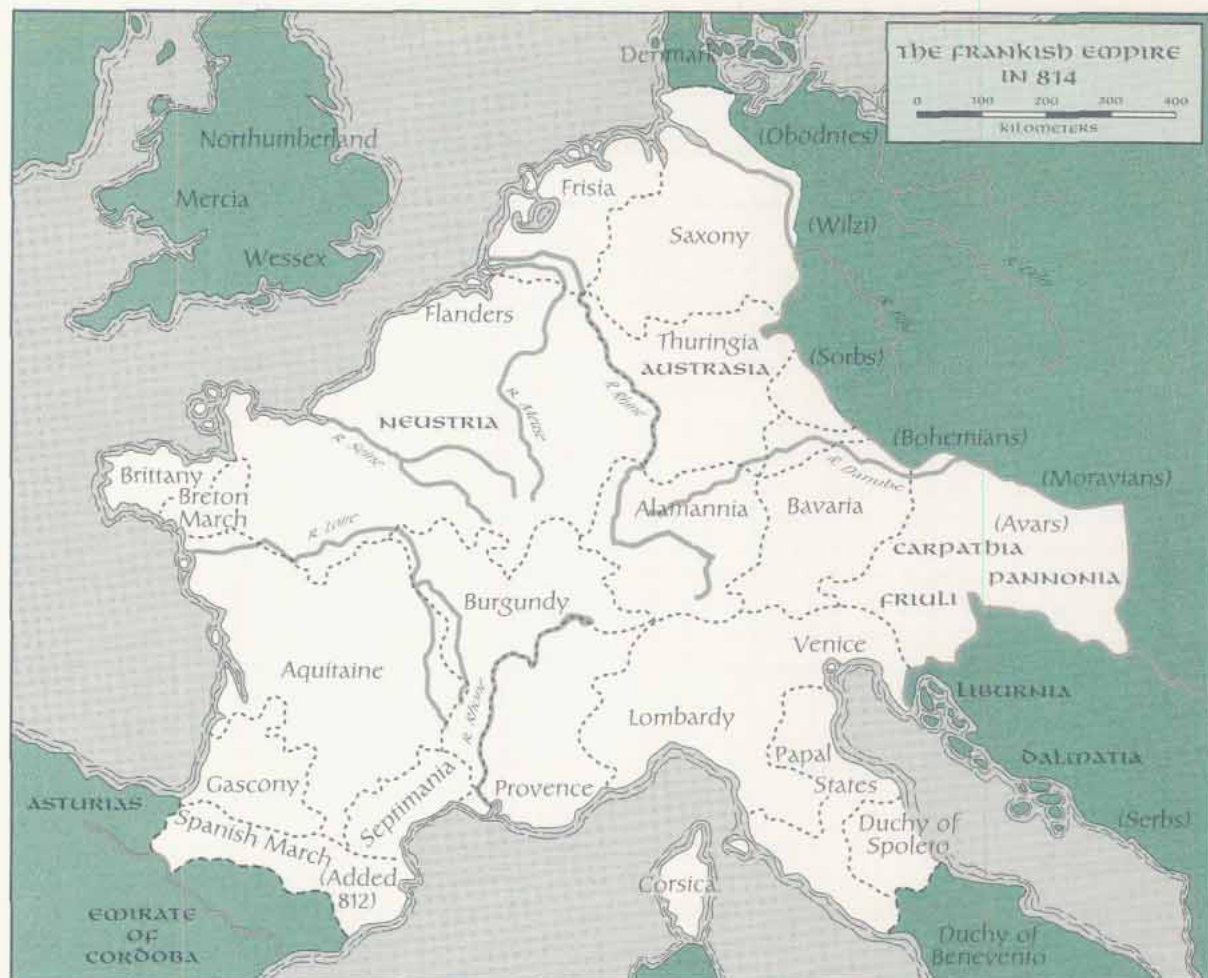 THE FRANKISH EMPIRE
IN 814
0 100 200 300 400
KILOMETERS
Denmark
(Obodrites)
Northumberland
Frisia
Mercia
Saxony
(Wilzi)
Wessex
R. Oder
R. Elbe
Flanders
Thuringia
AUSTRASIA
(Sorbs)
R. Rhine
R. Meuse
NEUSTRIA
R. Seine
(Bohemians)
Brittany
Breton
March
R. Danube
(Moravians)
Alamannia
Bavaria
R. Loire
(Avars)
CARPATHIA
PANNONIA
Burgundy
FRIULI
Venice
Aquitaine
LIBURNIA
Lombardy
R. Rhone
Papal
States
DALMATIA
Gascony
Septimania
Provence
ASTURIAS
Spanish March
(Added
812)
Duchy of
Spoleto
(Serbs)
Corsica
EMIRATE
OF
CORDOBA
Duchy of
Benevento